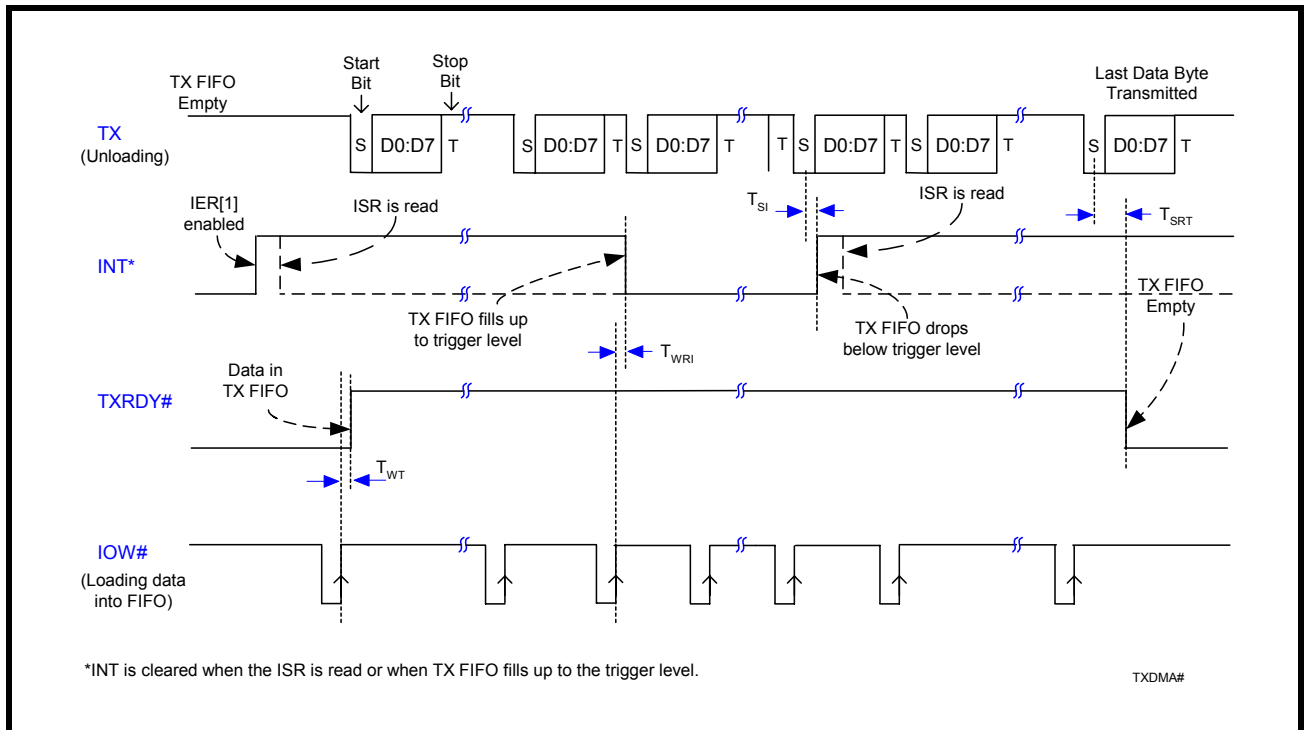 TX FIFO
Empty
Start
Bit
Stop
Bit
Last Data Byte
Transmitted
TX
(Unloading)
S D0:D7 T S D0:D7 T S D0:D7 T T S D0:D7 T S D0:D7 T S D0:D7 T
IER[1]
enabled
ISR is read
TSI
ISR is read
TSRT
INT*
TX FIFO fills up
to trigger level
TX FIFO drops
below trigger level
TX FIFO
Empty
TWRI
Data in
TX FIFO
TXRDY#
TWT
IOW#
(Loading data
into FIFO)
*INT is cleared when the ISR is read or when TX FIFO fills up to the trigger level.
TXDMA#